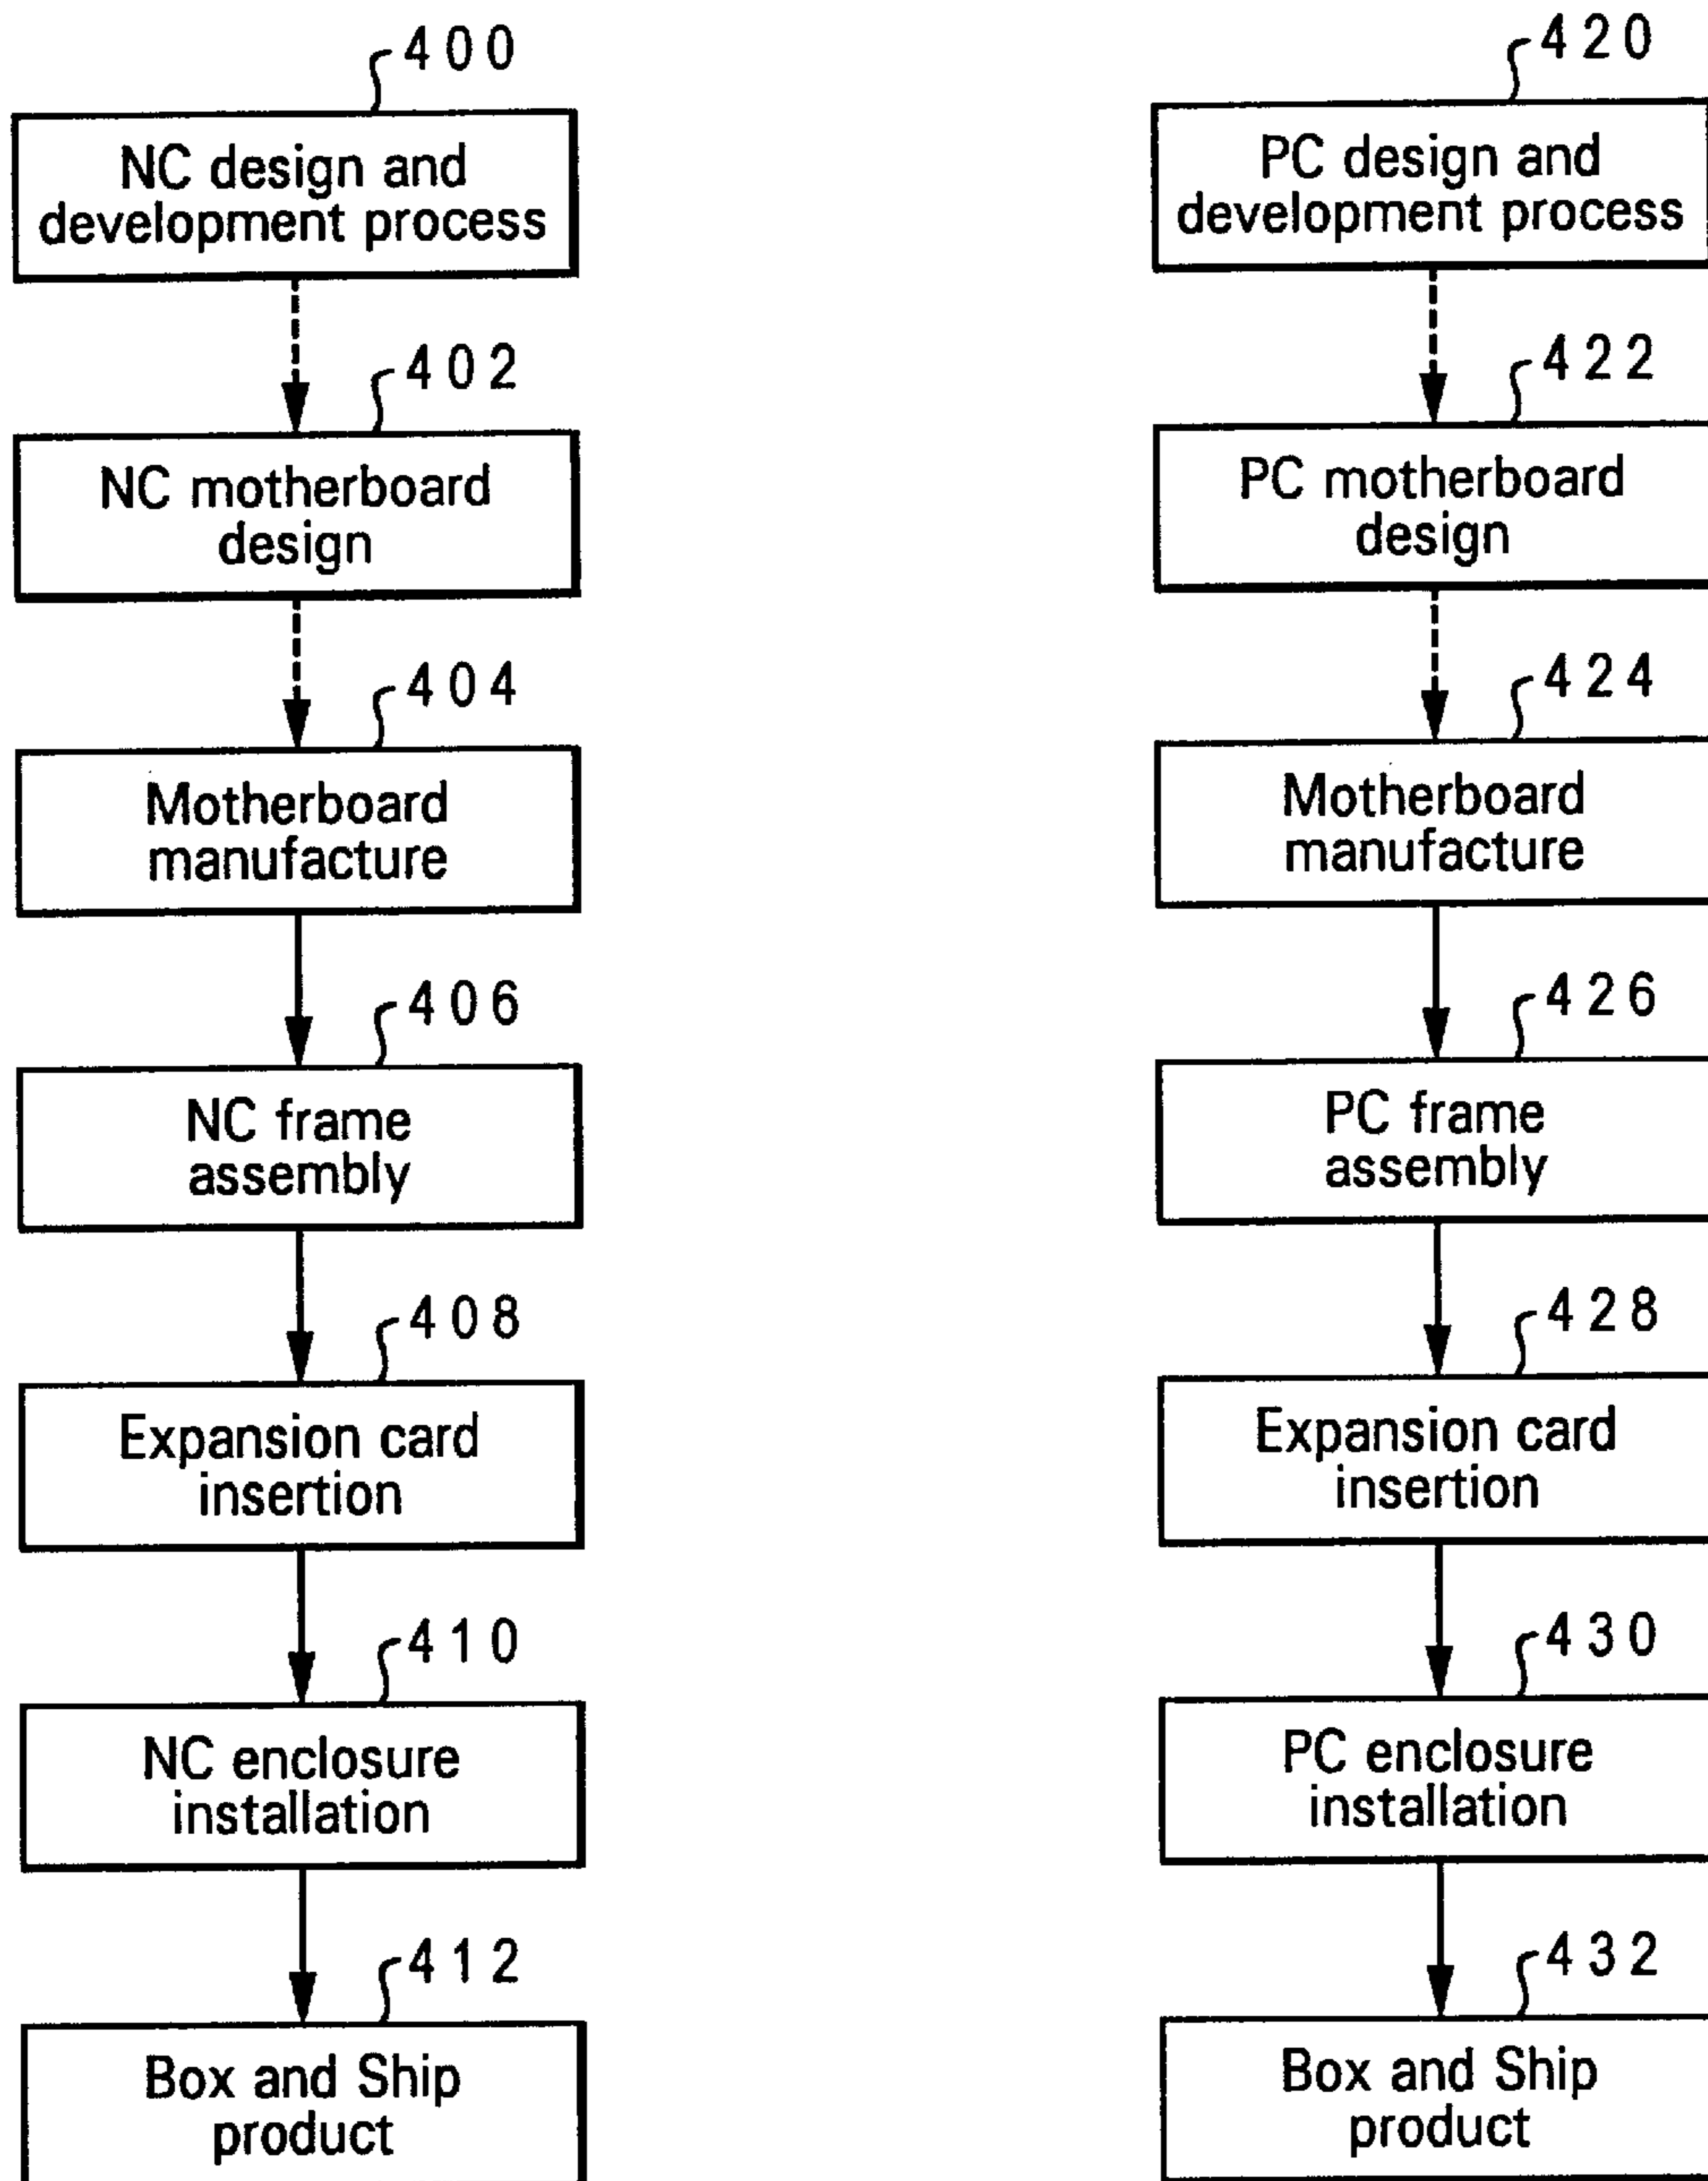 400
NC design and
development process
402
NC motherboard
design
404
Motherboard
manufacture
406
NC frame
assembly
408
Expansion card
insertion
410
NC enclosure
installation
412
Box and Ship
product
420
PC design and
development process
422
PC motherboard
design
424
Motherboard
manufacture
426
PC frame
assembly
428
Expansion card
insertion
430
PC enclosure
installation
432
Box and Ship
product